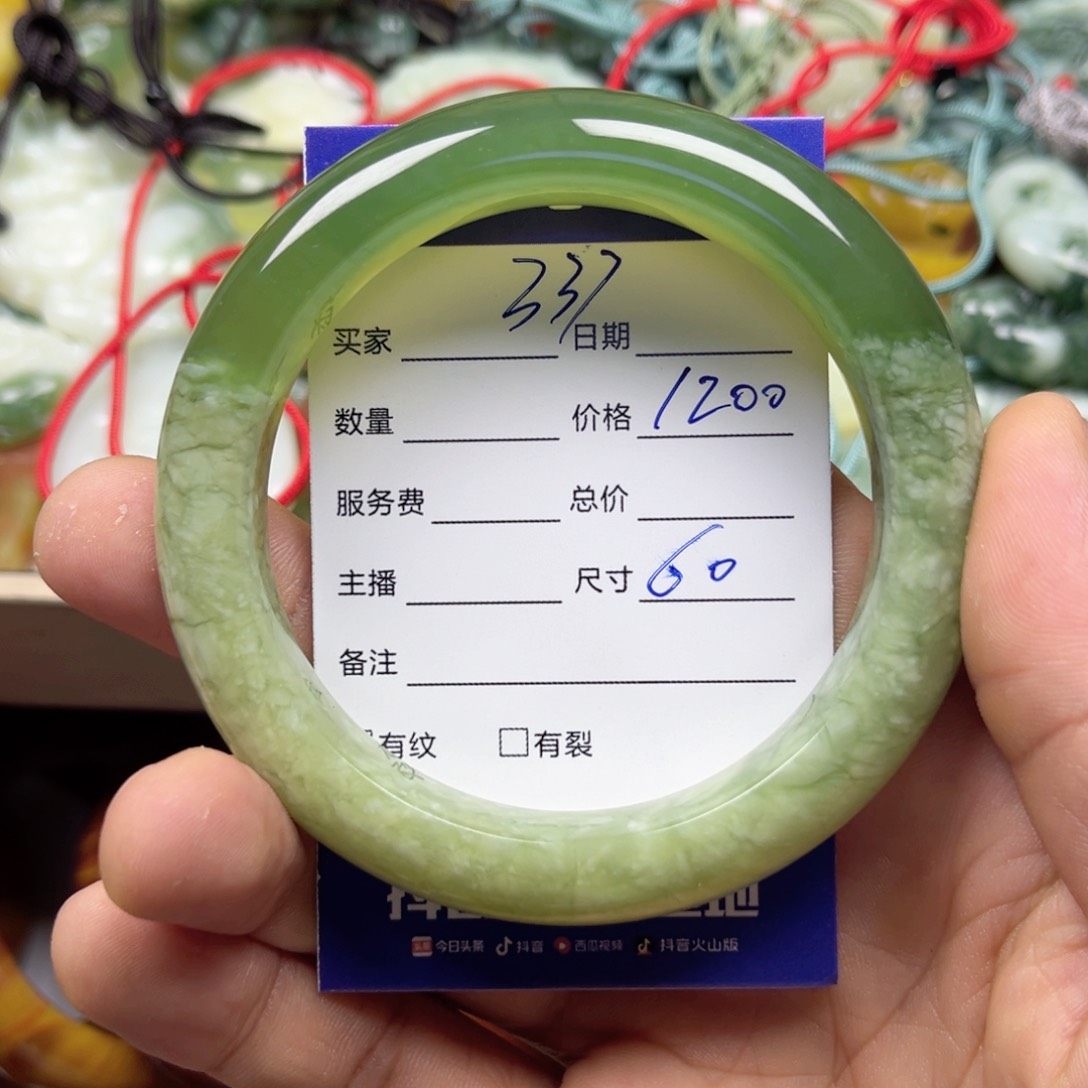 337
买家 日期
数量 价格 1200
服务费 总价
主播 尺寸 60
备注
有纹 有裂
今日头条 抖音 西瓜视频 抖音火山版